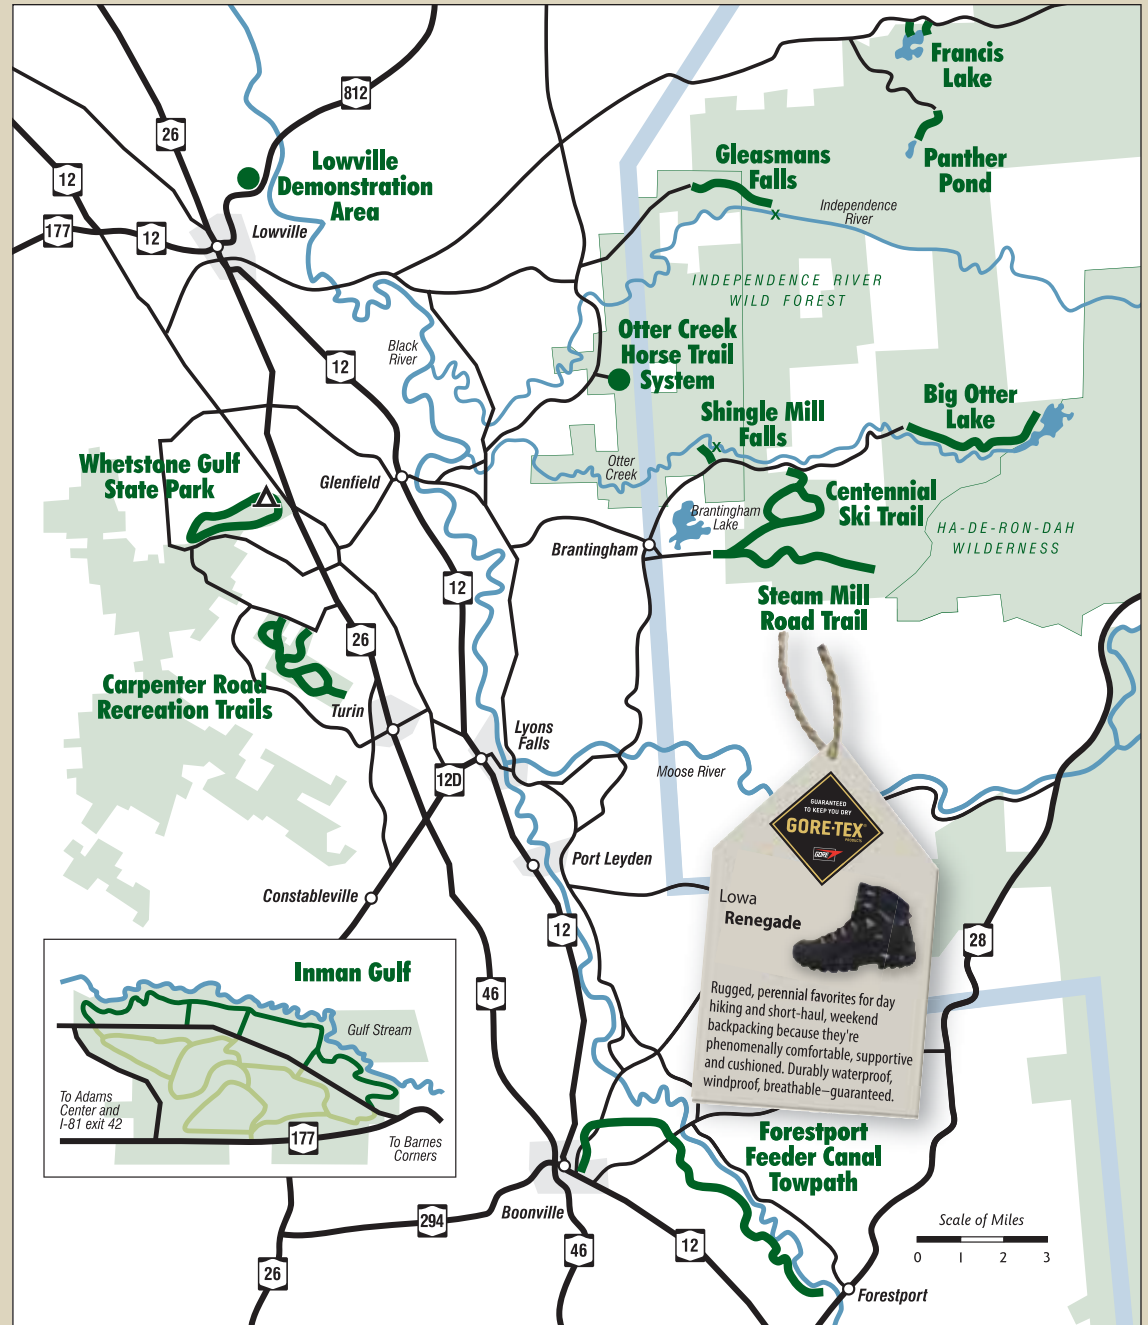 Francis
Lake
812
26
Lowville
Demonstration
Area
Gleasmans
Falls
Panther
Pond
12
177
12
Lowville
Independence
River
INDEPENDENCE RIVER
WILD FOREST
Black
River
12
Otter Creek
Horse Trail
System
Big Otter
Lake
Shingle Mill
Falls
x
x
Whetstone Gulf
State Park
Glenfield
Otter
Creek
Centennial
Ski Trail
Brantingham
Lake
HA-DE-RON-DAH
WILDERNESS
Brantingham
12
Steam Mill
Road Trail
26
Carpenter Road
Recreation Trails
Turin
Lyons
Falls
12D
Moose River
GUARANTEED
TO KEEP YOU DRY
GORE-TEX®
PRODUCTS
GORE
Port Leyden
Constableville
Lowa
Renegade
12
28
Rugged, perennial favorites for day
hiking and short-haul, weekend
backpacking because they're
phenomenally comfortable, supportive
and cushioned. Durably waterproof,
windproof, breathable–guaranteed.
Inman Gulf
46
Gulf Stream
To Adams
Center and
I-81 exit 42
177
To Barnes
Corners
Forestport
Feeder Canal
Towpath
Boonville
294
46
12
26
Scale of Miles
0 1 2 3
Forestport